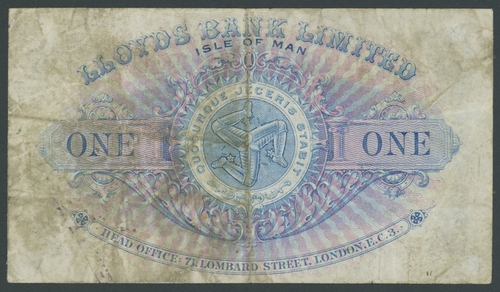 LLOYDS BANK LIMITED
ISLE OF MAN
QUOCUNQUE JECERIS STABIT
ONE ONE
HEAD OFFICE: 71, LOMBARD STREET, LONDON, E.C.3.